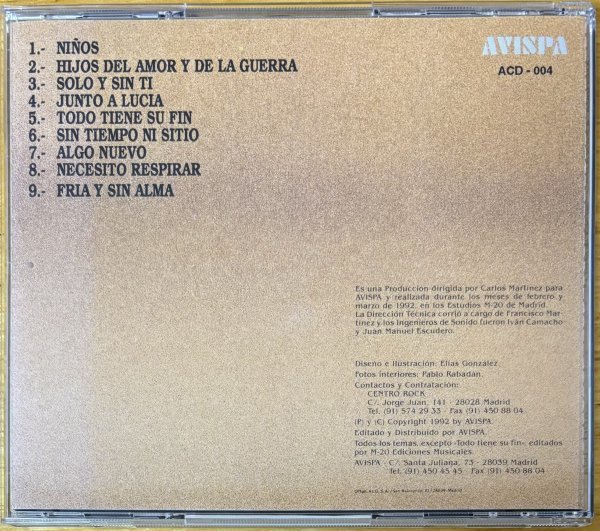 AVISPA
ACD - 004
1.- NIÑOS
2.- HIJOS DEL AMOR Y DE LA GUERRA
3.- SOLO Y SIN TI
4.- JUNTO A LUCIA
5.- TODO TIENE SU FIN
6.- SIN TIEMPO NI SITIO
7.- ALGO NUEVO
8.- NECESITO RESPIRAR
9.- FRIA Y SIN ALMA
Es una Produccion dirigida por Carlos Martínez para
AVISPA y realizada durante los meses de febrero y
marzo de 1992, en los Estudios M-20 de Madrid.
La Dirección Técnica corrió a cargo de Francisco Mar-
tínez y los Ingenieros de Sonido fueron Iván Camacho
y Juan Manuel Escudero.
Diseño e Ilustración: Elías González
Fotos interiores: Pablo Rabadán.
Contactos y Contratación:
CENTRO ROCK
C/. Jorge Juan, 141 - 28028 Madrid
Tel. (91) 574 29 33 - Fax (91) 450 88 04
(P) y (C) Copyright 1992 by AVISPA.
Editado y Distribuido por AVISPA.
Todos los temas, excepto «Todo tiene su fin», editados
por M-20 Ediciones Musicales.
AVISPA - C/. Santa Juliana, 73 - 28039 Madrid
Tel. (91) 450 45 45 - Fax (91) 450 88 04